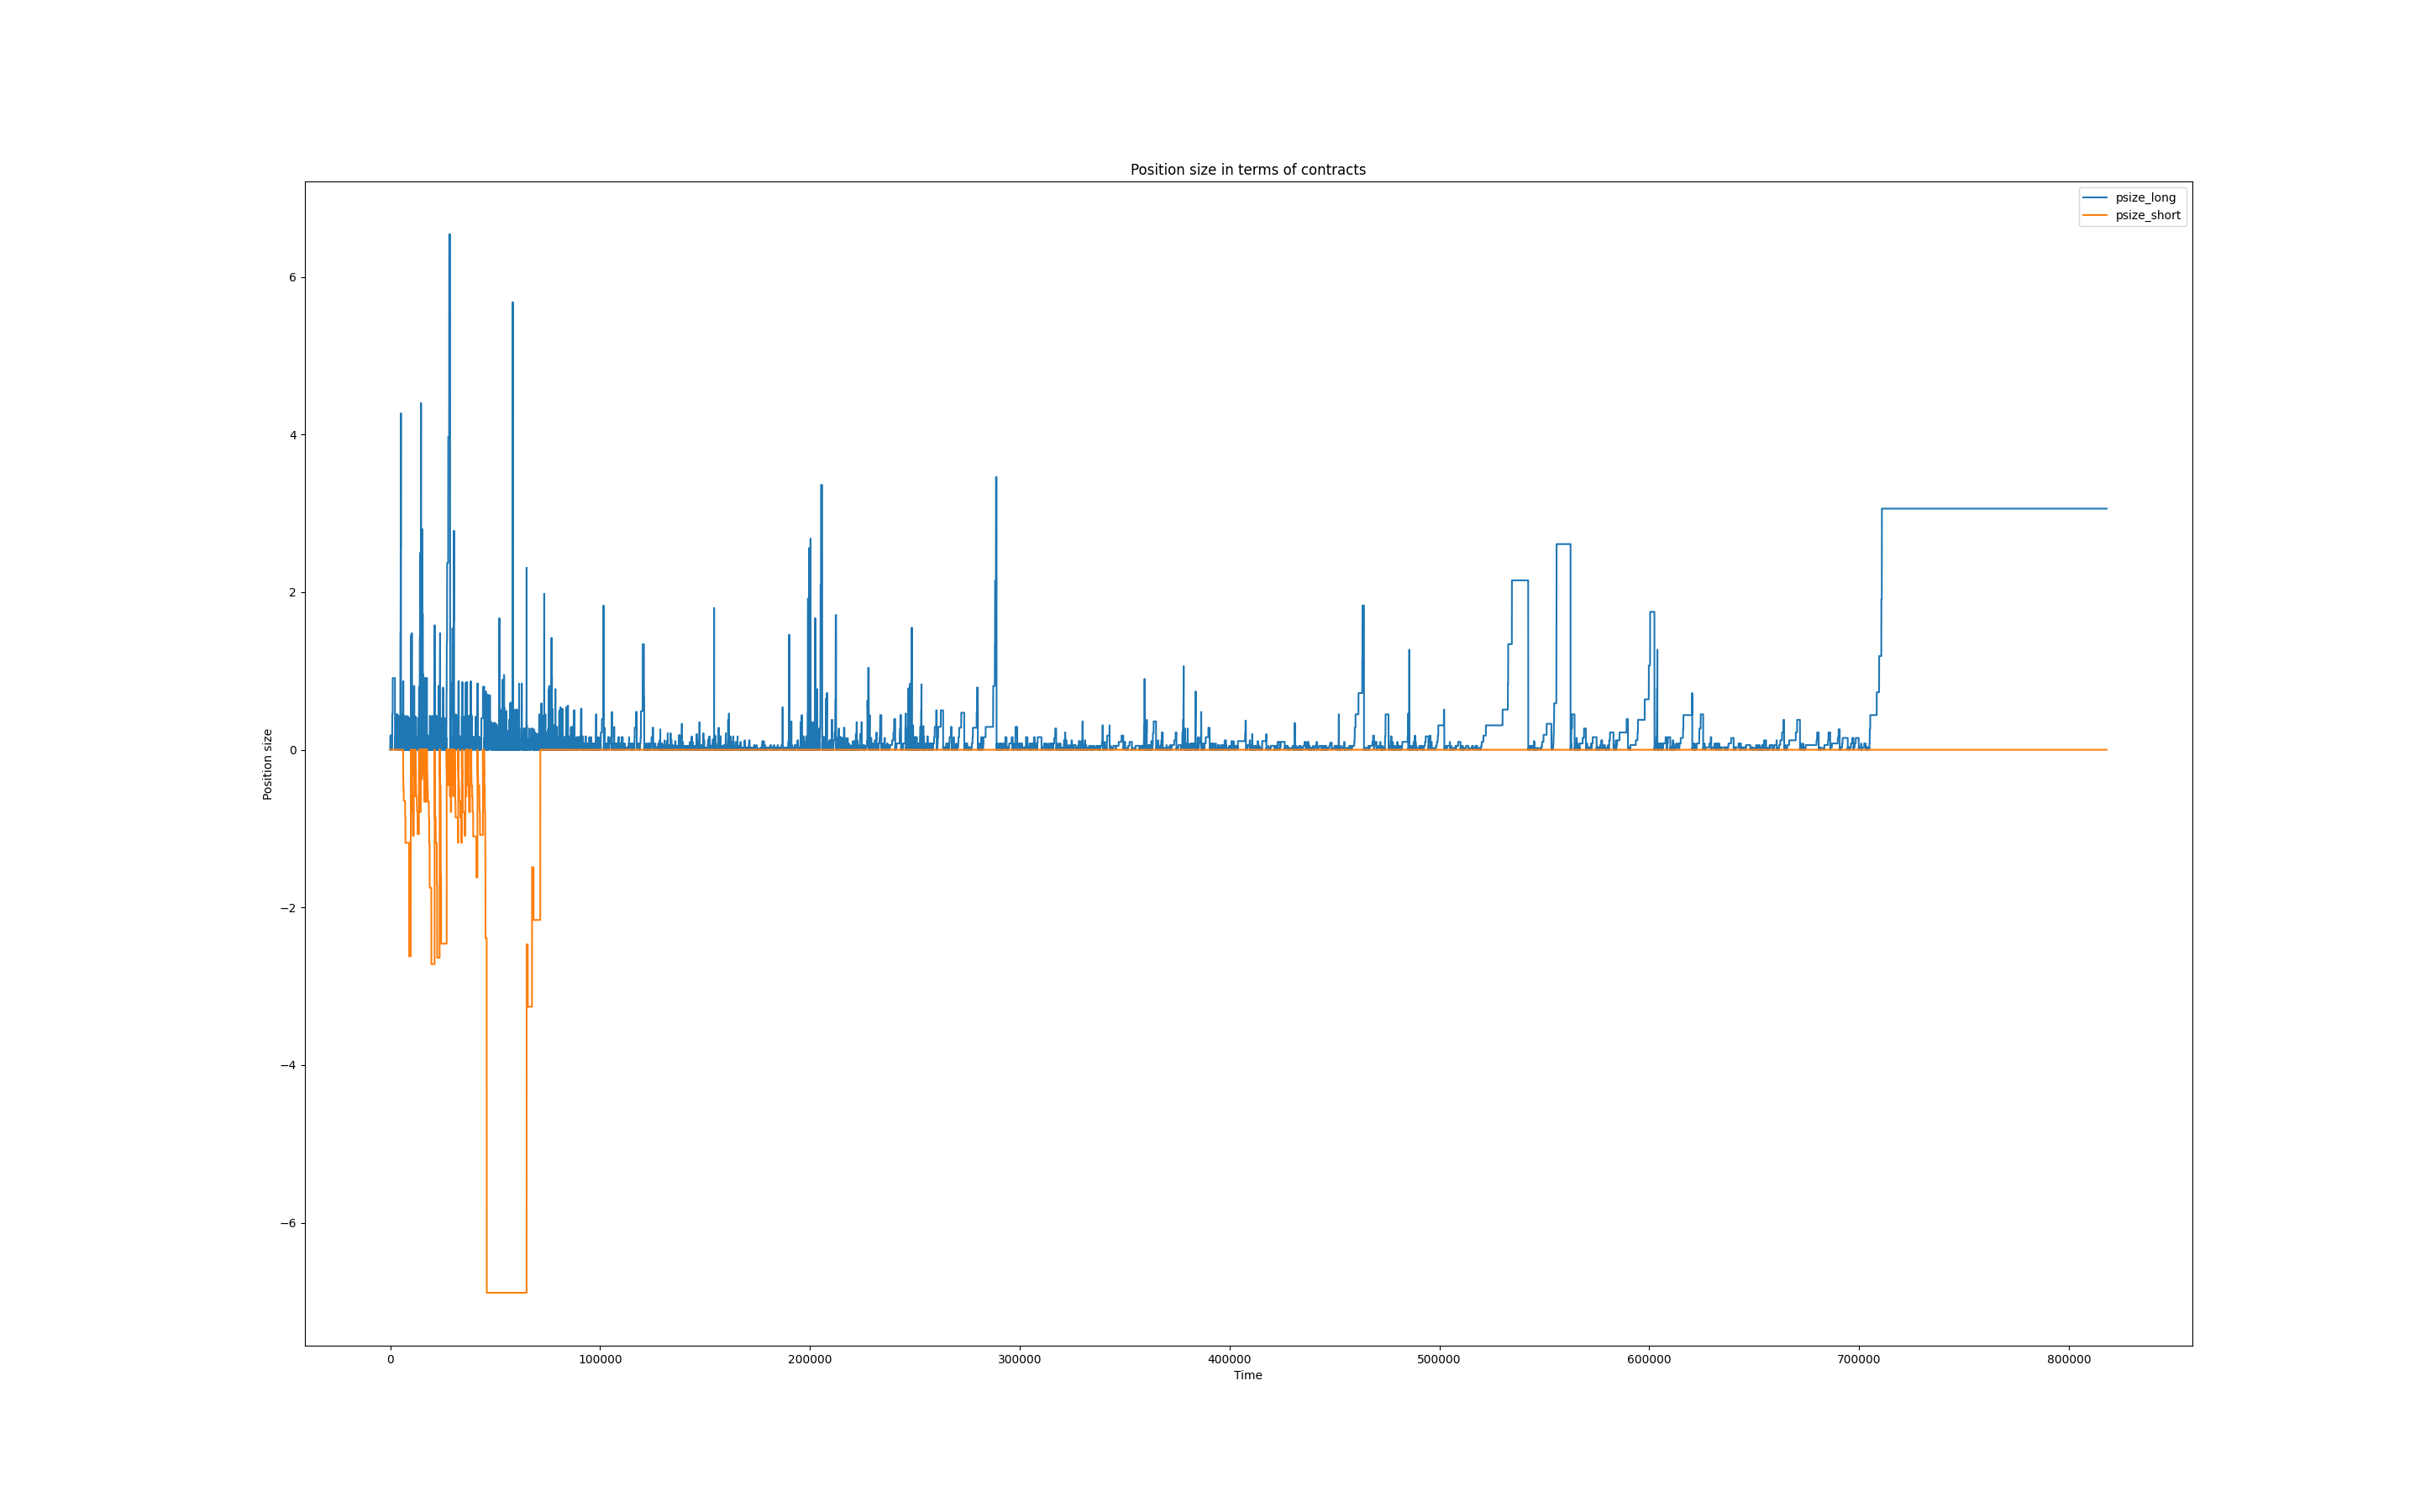 Position size in terms of contracts
psize_long
psize_short
6
4
2
0
−2
−4
−6
Position size
0 100000 200000 300000 400000 500000 600000 700000 800000
Time